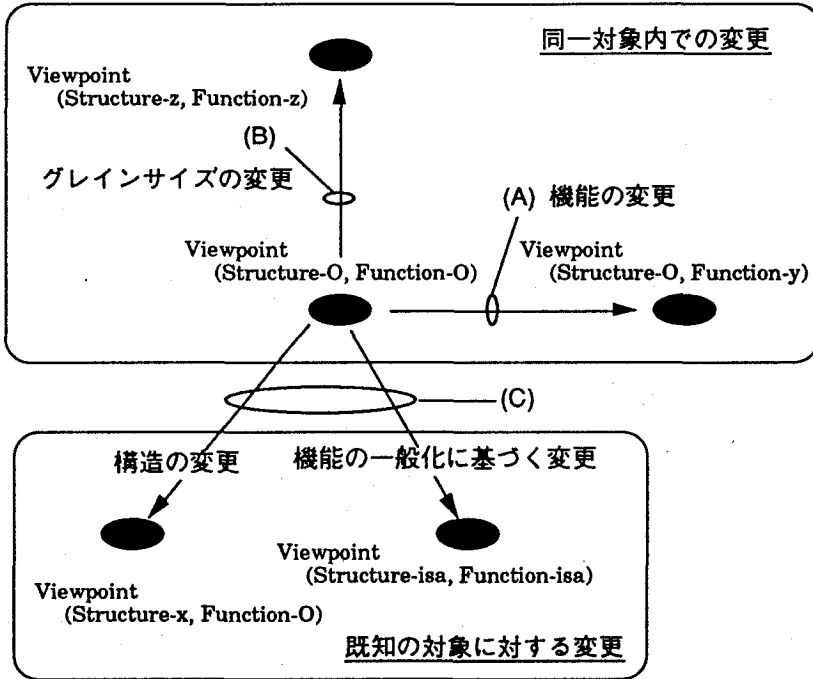 同一対象内での変更
Viewpoint
(Structure-z, Function-z)
(B)
グレインサイズの変更
(A) 機能の変更
Viewpoint
(Structure-O, Function-O)
Viewpoint
(Structure-O, Function-y)
(C)
構造の変更
機能の一般化に基づく変更
Viewpoint
(Structure-isa, Function-isa)
Viewpoint
(Structure-x, Function-O)
既知の対象に対する変更